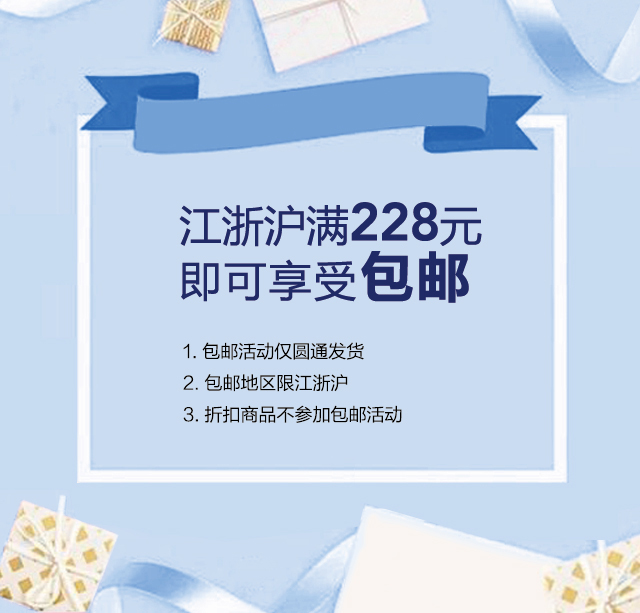 江浙沪满228元
即可享受包邮
1. 包邮活动仅圆通发货
2. 包邮地区限江浙沪
3. 折扣商品不参加包邮活动